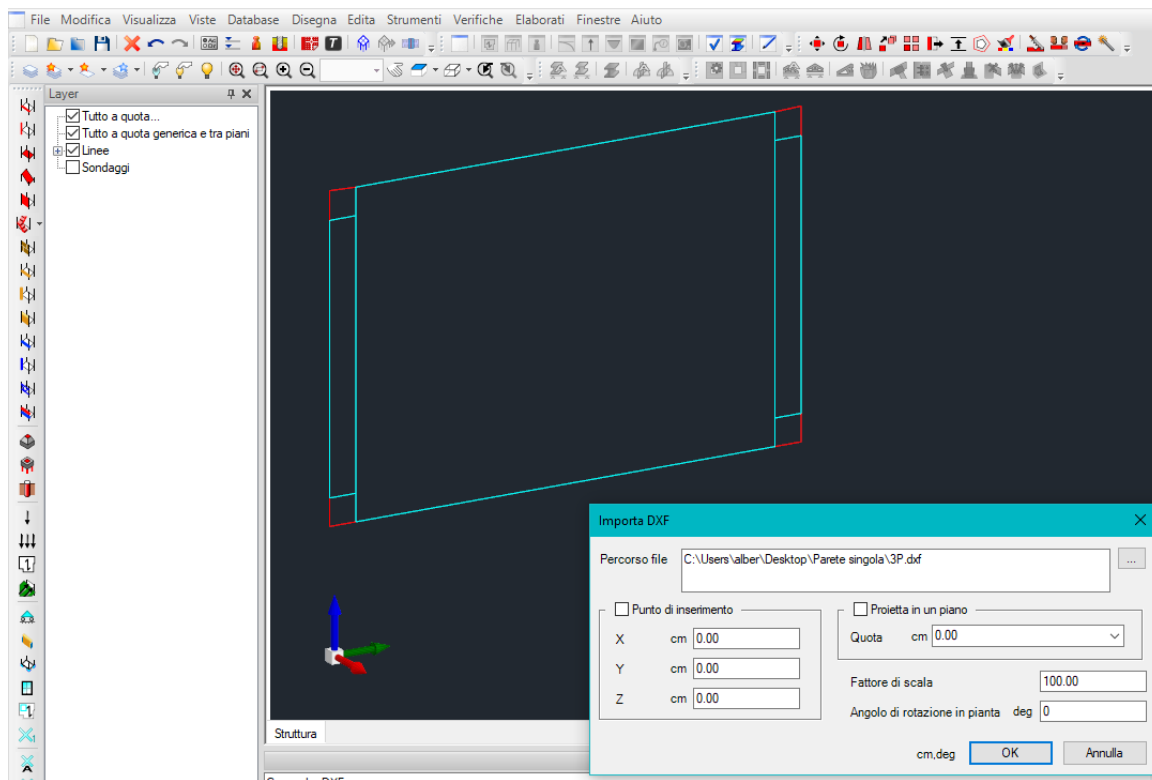 File Modifica Visualizza Viste Database Disegna Edita Strumenti Verifiche Elaborati Finestre Aiuto
Layer
Tutto a quota...
Tutto a quota generica e tra piani
Linee
Sondaggi
Importa DXF
Percorso file C:\Users\alber\Desktop\Parete singola\3P.dxf ...
Punto di inserimento
X cm 0.00
Y cm 0.00
Z cm 0.00
Proietta in un piano
Quota cm 0.00
Fattore di scala 100.00
Angolo di rotazione in pianta deg 0
cm,deg OK Annulla
Struttura